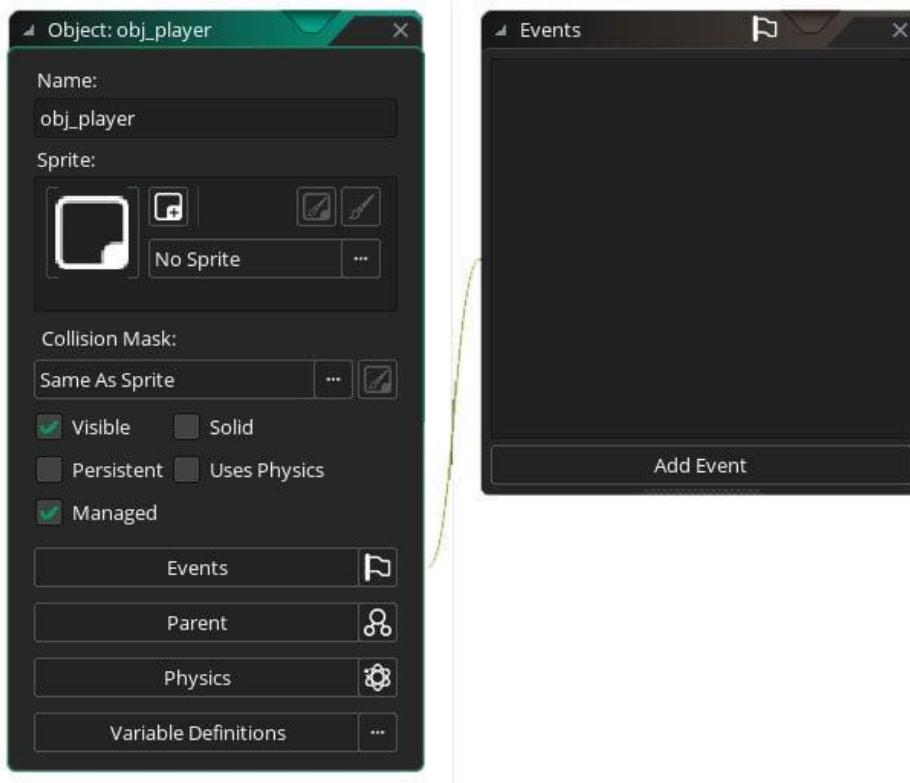 Object: obj_player
Name:
obj_player
Sprite:
No Sprite
Collision Mask:
Same As Sprite
Visible
Solid
Persistent
Uses Physics
Managed
Events
Parent
Physics
Variable Definitions
Events
Add Event